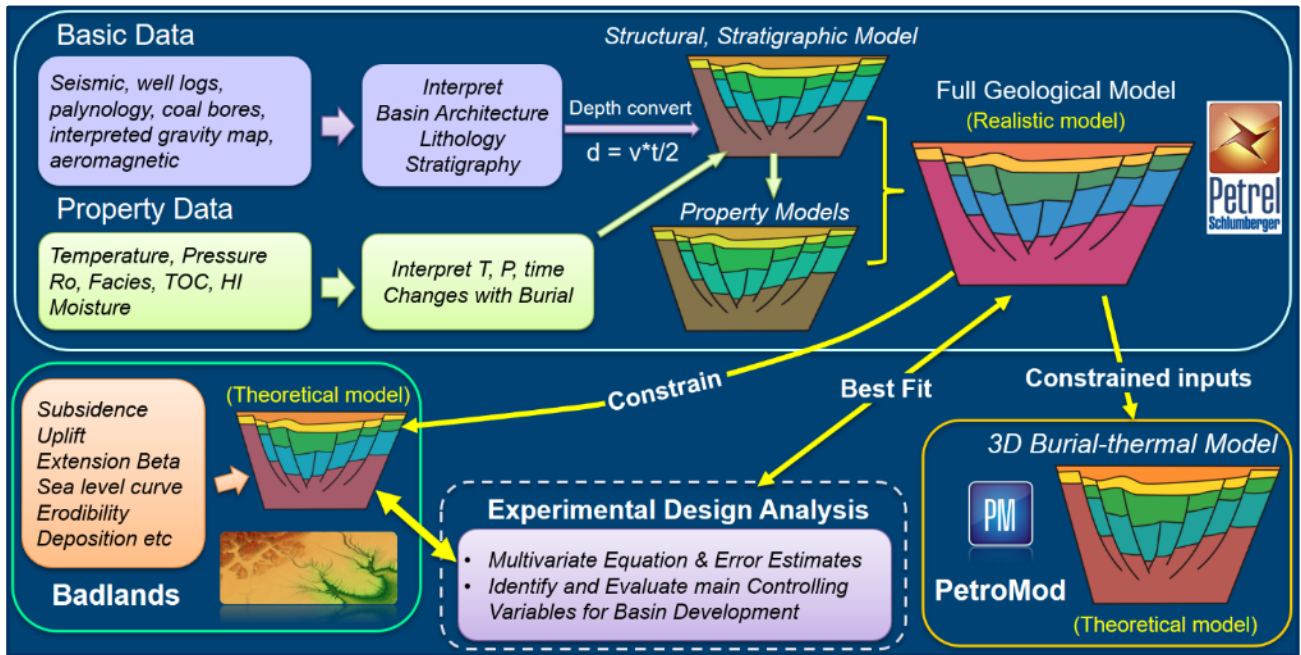 Basic Data
Seismic, well logs,
palynology, coal bores,
interpreted gravity map,
aeromagnetic
Interpret
Basin Architecture
Lithology
Stratigraphy
Depth convert
d = v*t/2
Structural, Stratigraphic Model
Property Data
Temperature, Pressure
Ro, Facies, TOC, HI
Moisture
Interpret T, P, time
Changes with Burial
Property Models
Full Geological Model
(Realistic model)
Petrel
Schlumberger
Constrain
Best Fit
Constrained inputs
Subsidence
Uplift
Extension Beta
Sea level curve
Erodibility
Deposition etc
(Theoretical model)
Badlands
Experimental Design Analysis
• Multivariate Equation & Error Estimates
• Identify and Evaluate main Controlling
Variables for Basin Development
3D Burial-thermal Model
PM
PetroMod
(Theoretical model)